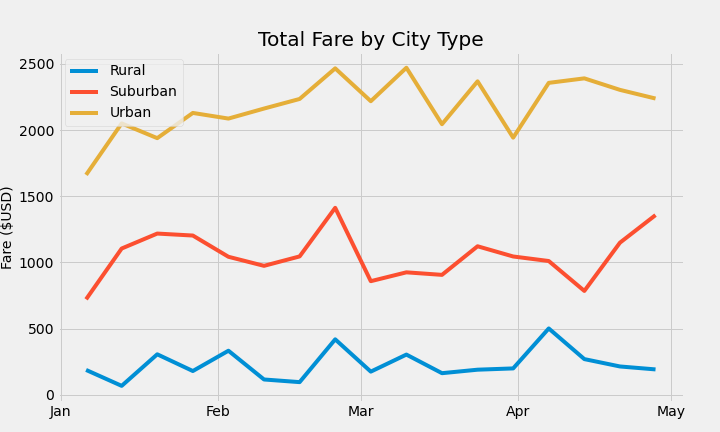 Total Fare by City Type
Rural
Suburban
Urban
Fare ($USD)
2500
2000
1500
1000
500
0
Jan Feb Mar Apr May